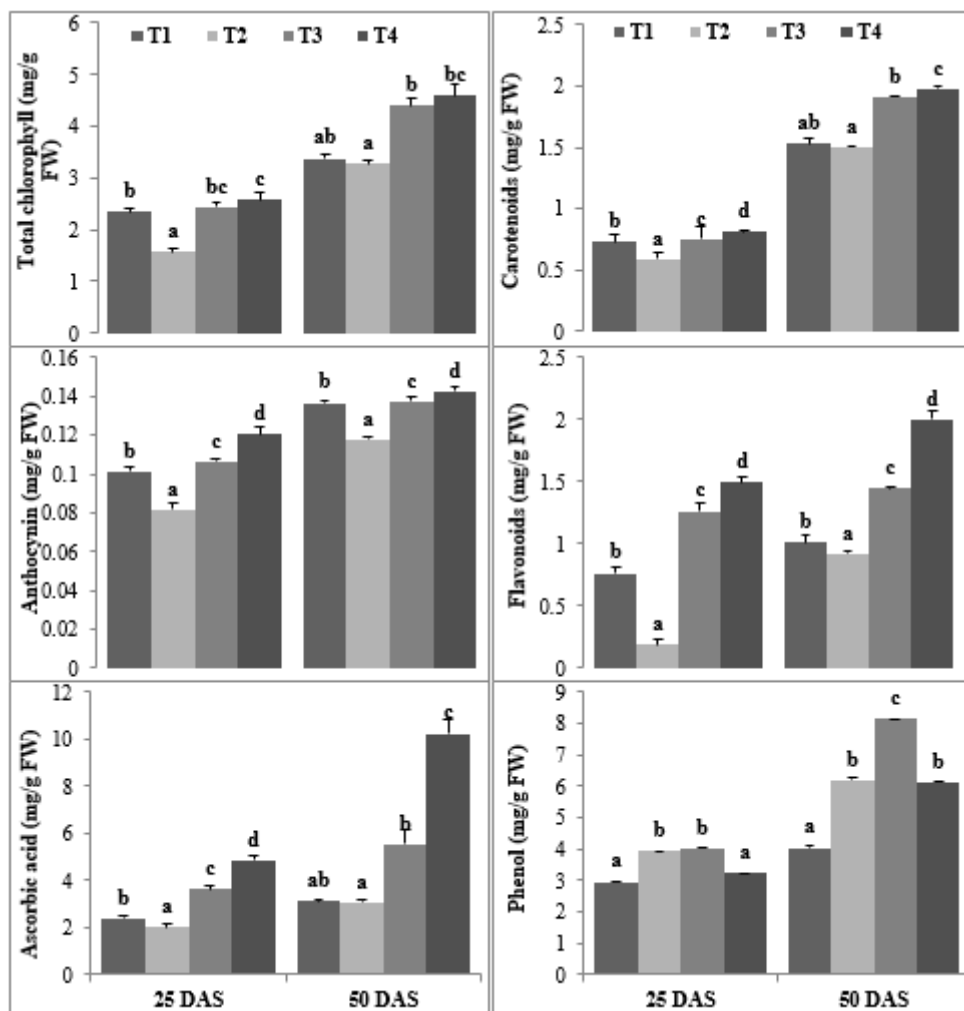 T1 T2 T3 T4
Total chlorophyll (mg/g
FW)
6
5
4
3
2
1
0
b a bc c ab a b bc
T1 T2 T3 T4
Carotenoids (mg/g FW)
2.5
2
1.5
1
0.5
0
b a c d ab a b c
Anthocynin (mg/g FW)
0.16
0.14
0.12
0.1
0.08
0.06
0.04
0.02
0
b a c d b a c d
Flavonoids (mg/g FW)
2.5
2
1.5
1
0.5
0
b a c d b a c d
Ascorbic acid (mg/g FW)
12
10
8
6
4
2
0
b a c d ab a b c
25 DAS 50 DAS
Phenol (mg/g FW)
9
8
7
6
5
4
3
2
1
0
a b b a a b c b
25 DAS 50 DAS